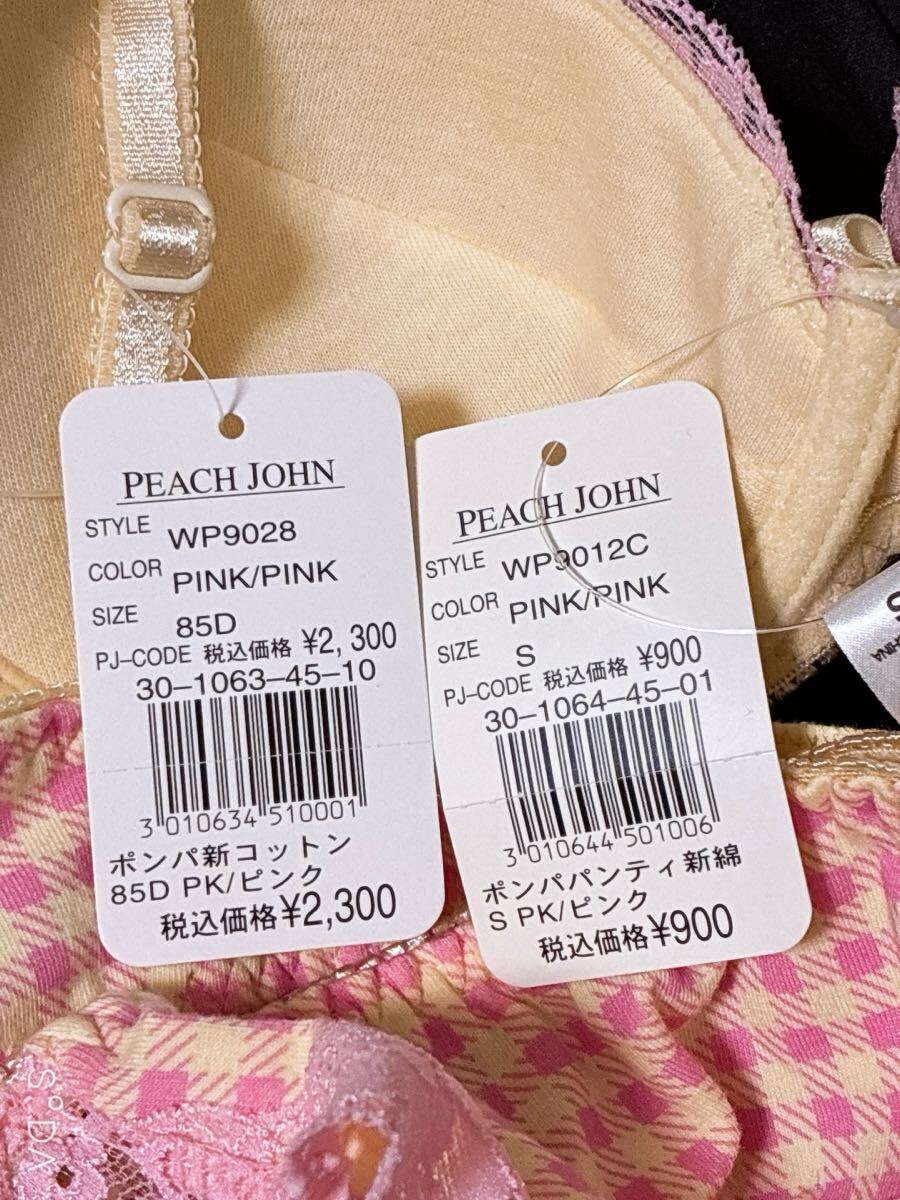 PEACH JOHN
STYLE WP9028
COLOR PINK/PINK
SIZE 85D
PJ-CODE 税込価格 ¥2,300
30-1063-45-10
3 010634 510001
ポンパ新コットン
85D PK/ピンク
税込価格¥2,300
PEACH JOHN
STYLE WP9012C
COLOR PINK/PINK
SIZE S
PJ-CODE 税込価格 ¥900
30-1064-45-01
3 010644 501006
ポンパパンティ新綿
S PK/ピンク
税込価格¥900